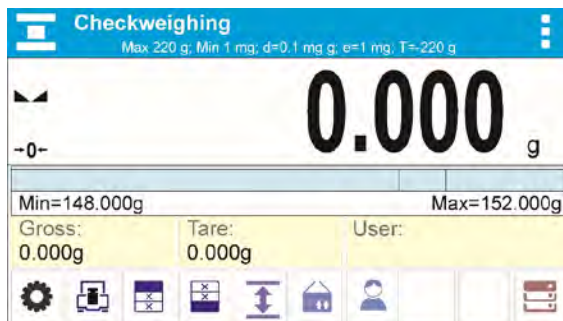 Checkweighing
Max 220 g; Min 1 mg; d=0.1 mg g; e=1 mg; T=-220 g
0.000 g
→0←
Min=148.000g Max=152.000g
Gross: Tare: User:
0.000g 0.000g